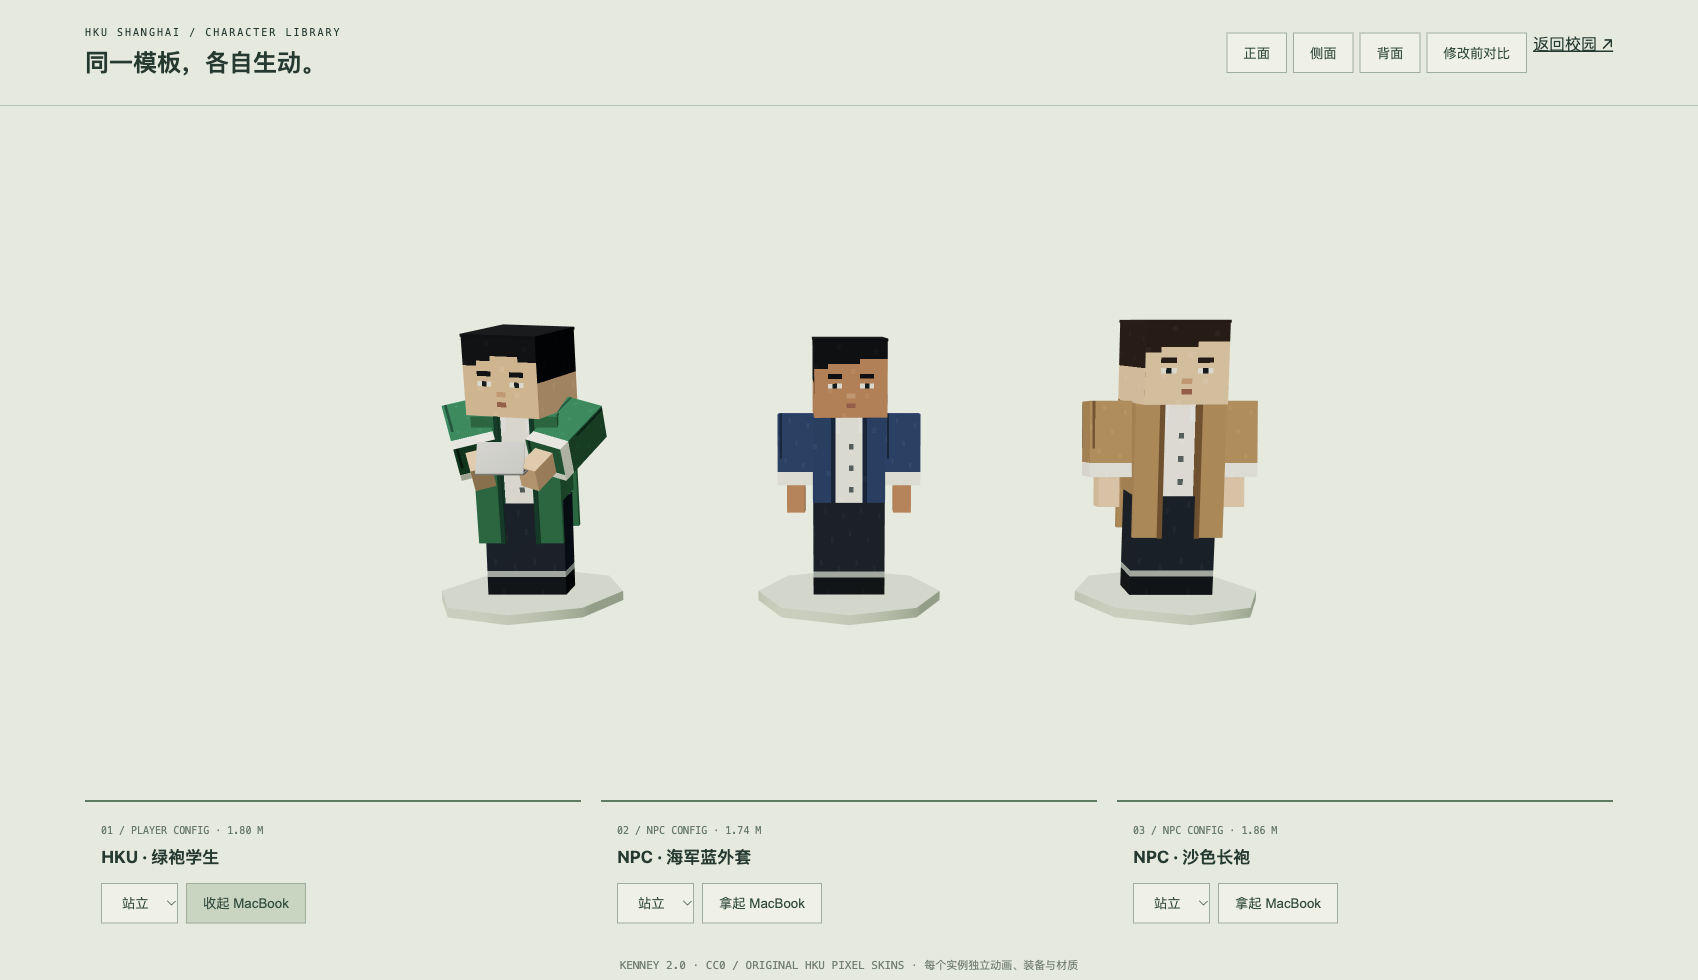 HKU SHANGHAI / CHARACTER LIBRARY
同一模板，各自生动。
正面
侧面
背面
修改前对比
返回校园 ↗
01 / PLAYER CONFIG · 1.80 M
HKU · 绿袍学生
站立
收起 MacBook
02 / NPC CONFIG · 1.74 M
NPC · 海军蓝外套
站立
拿起 MacBook
03 / NPC CONFIG · 1.86 M
NPC · 沙色长袍
站立
拿起 MacBook
KENNEY 2.0 · CC0 / ORIGINAL HKU PIXEL SKINS · 每个实例独立动画、装备与材质